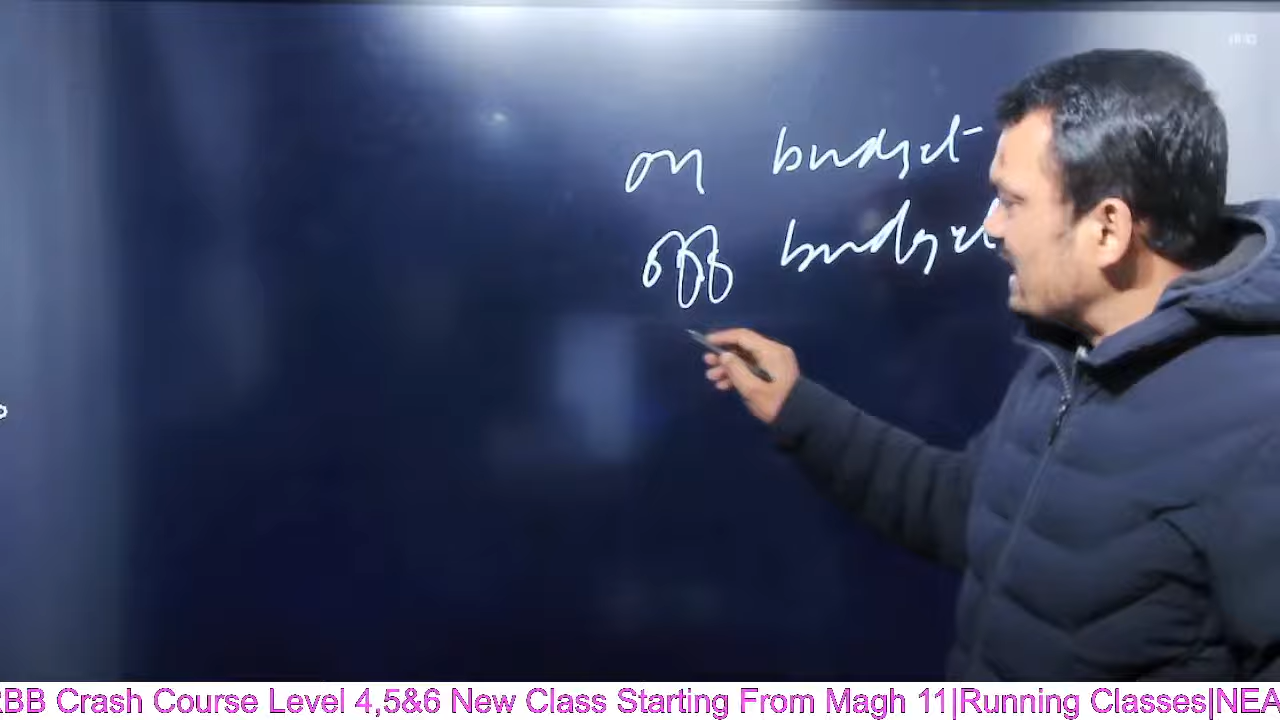 on budget
off budget
RBB Crash Course Level 4,5&6 New Class Starting From Magh 11|Running Classes|NEA